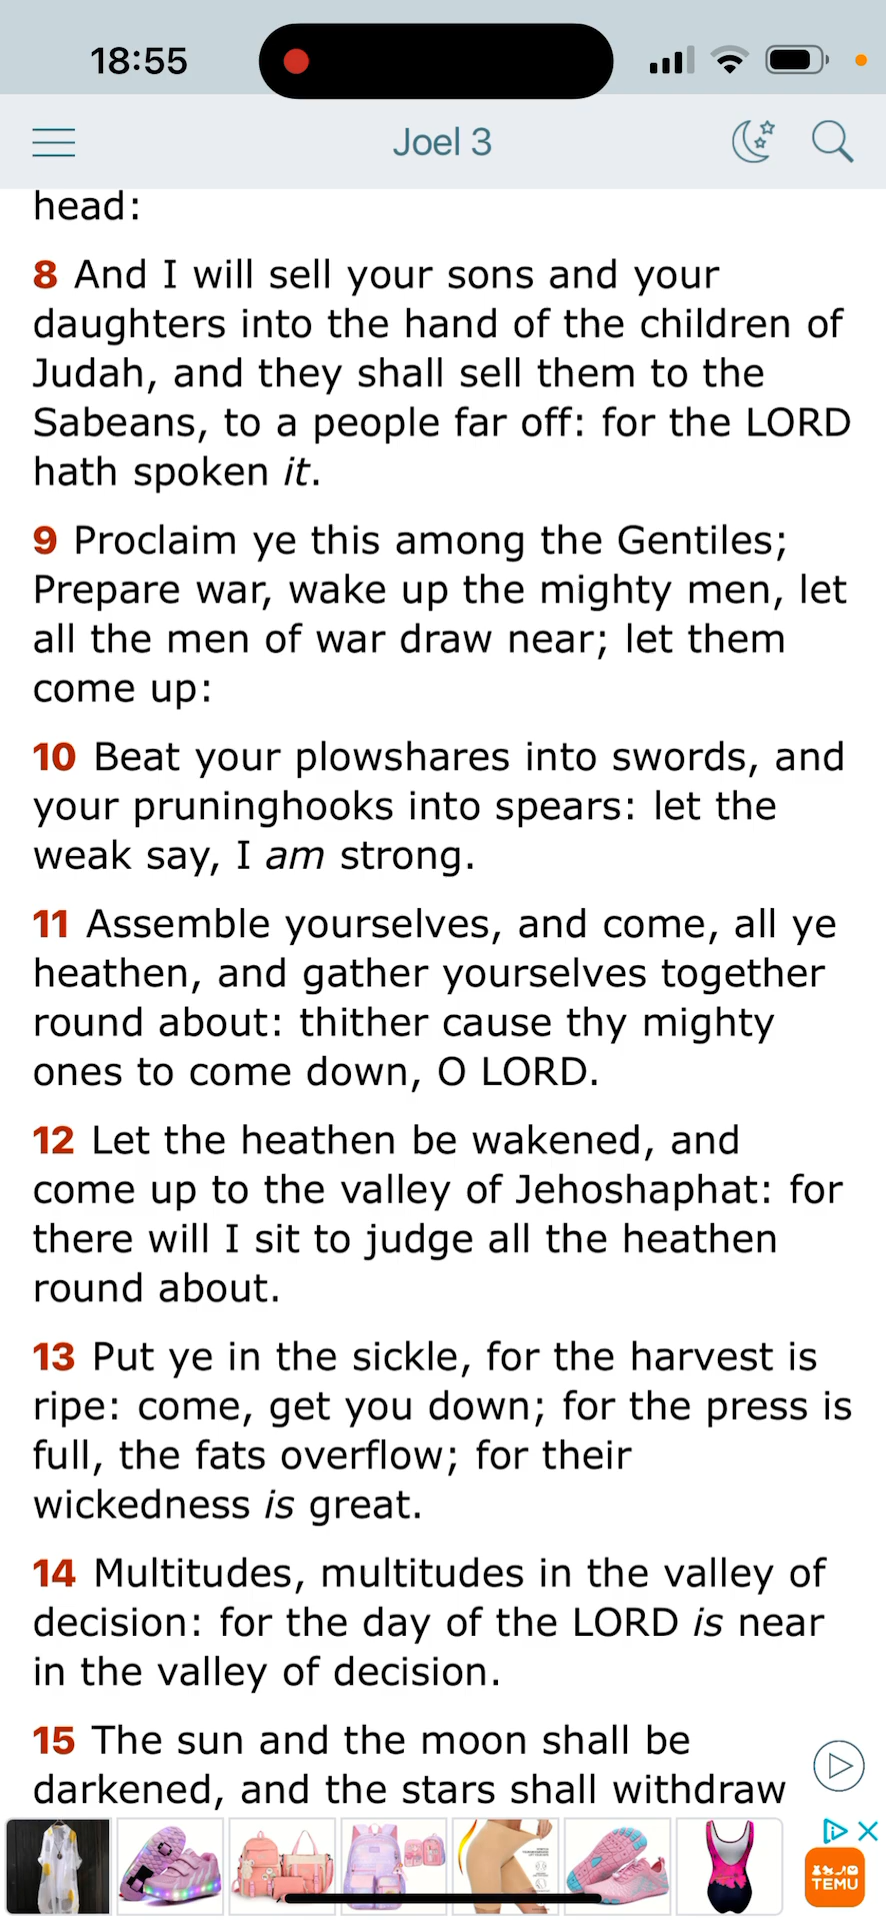 18:55
Joel 3
head:
8 And I will sell your sons and your
daughters into the hand of the children of
Judah, and they shall sell them to the
Sabeans, to a people far off: for the LORD
hath spoken it.
9 Proclaim ye this among the Gentiles;
Prepare war, wake up the mighty men, let
all the men of war draw near; let them
come up:
10 Beat your plowshares into swords, and
your pruninghooks into spears: let the
weak say, I am strong.
11 Assemble yourselves, and come, all ye
heathen, and gather yourselves together
round about: thither cause thy mighty
ones to come down, O LORD.
12 Let the heathen be wakened, and
come up to the valley of Jehoshaphat: for
there will I sit to judge all the heathen
round about.
13 Put ye in the sickle, for the harvest is
ripe: come, get you down; for the press is
full, the fats overflow; for their
wickedness is great.
14 Multitudes, multitudes in the valley of
decision: for the day of the LORD is near
in the valley of decision.
15 The sun and the moon shall be
darkened, and the stars shall withdraw
TEMU